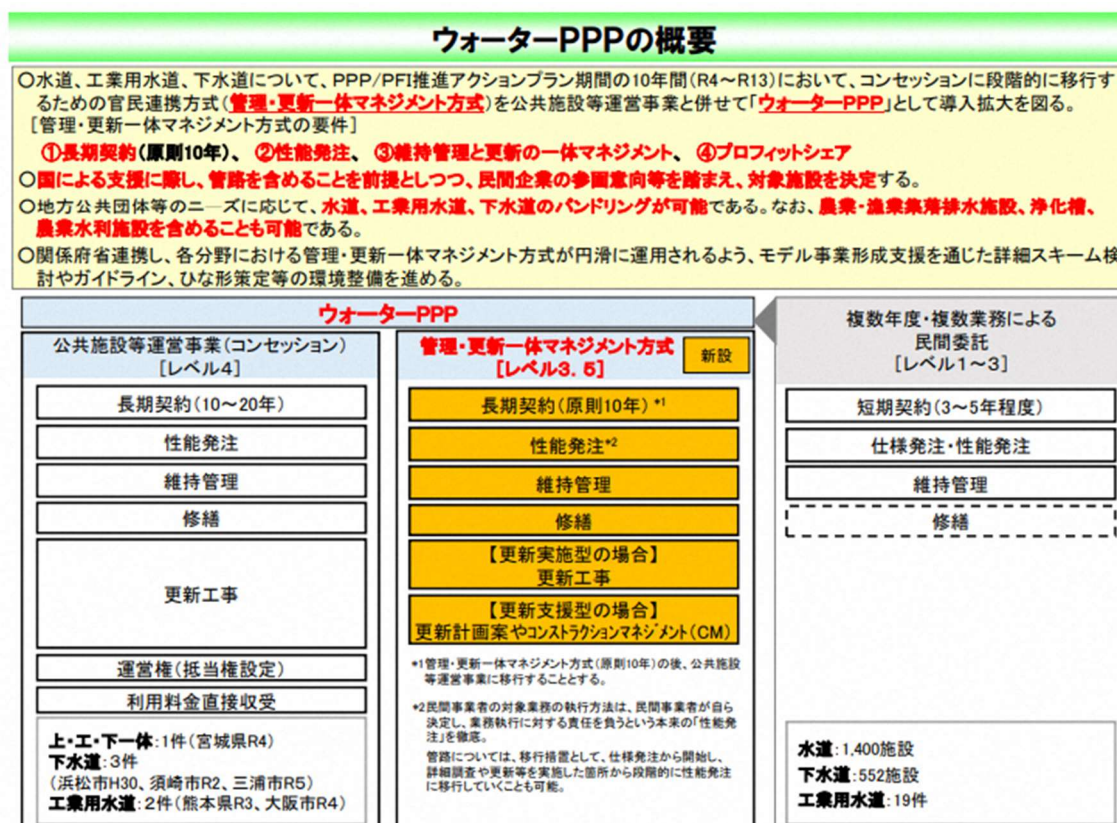 ウォーターPPPの概要
○水道、工業用水道、下水道について、PPP/PFI推進アクションプラン期間の10年間(R4～R13)において、コンセッションに段階的に移行す
るための官民連携方式(管理・更新一体マネジメント方式)を公共施設等運営事業と併せて「ウォーターPPP」として導入拡大を図る。
[管理・更新一体マネジメント方式の要件]
①長期契約(原則10年)、 ②性能発注、 ③維持管理と更新の一体マネジメント、 ④プロフィットシェア
○国による支援に際し、管路を含めることを前提としつつ、民間企業の参画意向等を踏まえ、対象施設を決定する。
○地方公共団体等のニーズに応じて、水道、工業用水道、下水道のバンドリングが可能である。なお、農業・漁業集落排水施設、浄化槽、
農業水利施設を含めることも可能である。
○関係府省連携し、各分野における管理・更新一体マネジメント方式が円滑に運用されるよう、モデル事業形成支援を通じた詳細スキーム検
討やガイドライン、ひな形策定等の環境整備を進める。
ウォーターPPP
公共施設等運営事業(コンセッション)
[レベル4]
長期契約(10～20年)
性能発注
維持管理
修繕
更新工事
運営権(抵当権設定)
利用料金直接収受
上・工・下一体:1件(宮城県R4)
下水道:3件
(浜松市H30、須崎市R2、三浦市R5)
工業用水道:2件(熊本県R3、大阪市R4)
管理・更新一体マネジメント方式
[レベル3．5]
新設
長期契約(原則10年) *1
性能発注*2
維持管理
修繕
【更新実施型の場合】
更新工事
【更新支援型の場合】
更新計画案やコンストラクションマネジメント(CM)
*1管理・更新一体マネジメント方式(原則10年)の後、公共施設
等運営事業に移行することとする。
*2民間事業者の対象業務の執行方法は、民間事業者が自ら
決定し、業務執行に対する責任を負うという本来の「性能発
注」を徹底。
管路については、移行措置として、仕様発注から開始し、
詳細調査や更新等を実施した箇所から段階的に性能発注
に移行していくことも可能。
複数年度・複数業務による
民間委託
[レベル1～3]
短期契約(3～5年程度)
仕様発注・性能発注
維持管理
修繕
水道:1,400施設
下水道:552施設
工業用水道:19件